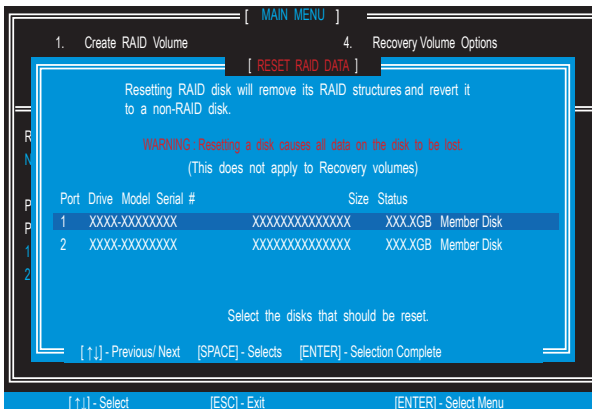 [ MAIN MENU ]
1. Create RAID Volume 4. Recovery Volume Options
[ RESET RAID DATA ]
Resetting RAID disk will remove its RAID structures and revert it
to a non-RAID disk.
WARNING : Resetting a disk causes all data on the disk to be lost.
(This does not apply to Recovery volumes)
R
N
P
P
1
2
Port Drive Model Serial # Size Status
1 XXXX-XXXXXXXX XXXXXXXXXXXXXX XXX.XGB Member Disk
2 XXXX-XXXXXXXX XXXXXXXXXXXXXX XXX.XGB Member Disk
Select the disks that should be reset.
[ ↑↓] - Previous/ Next [SPACE] - Selects [ENTER] - Selection Complete
[ ↑↓] - Select [ESC] - Exit [ENTER] - Select Menu